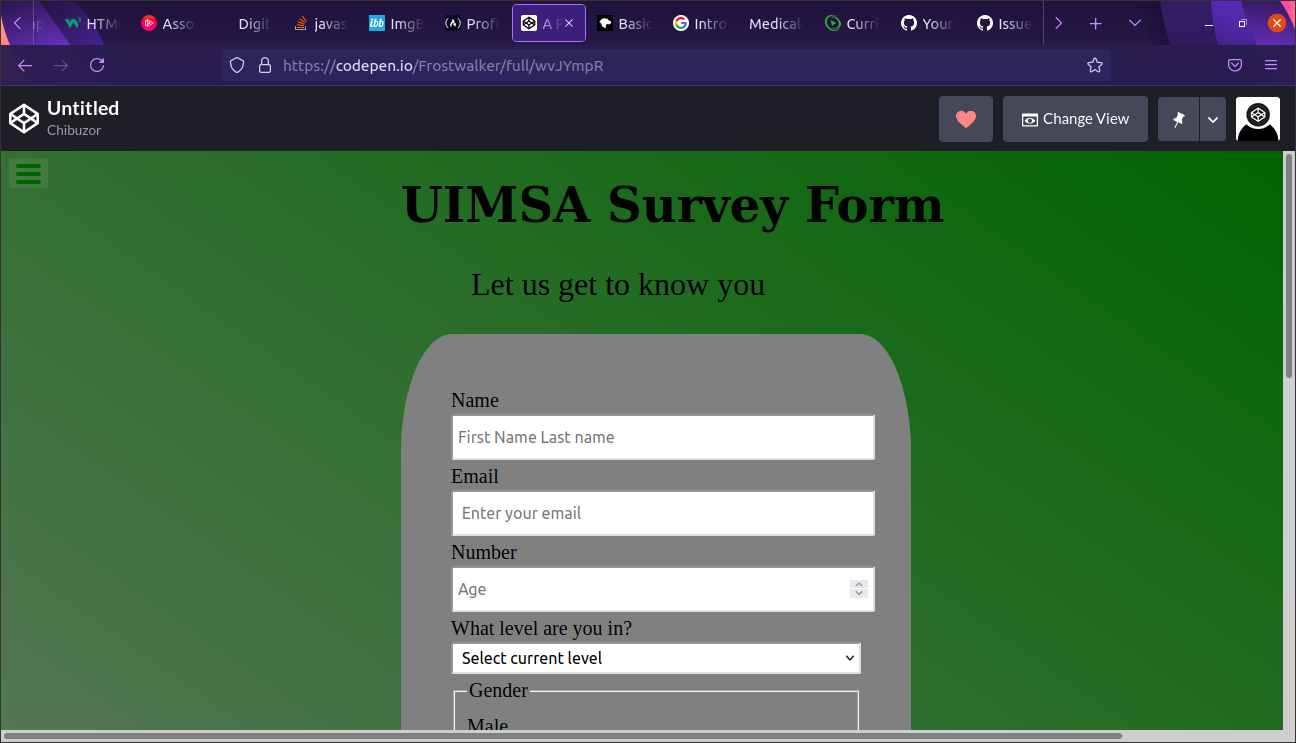 HTM
Asso
Digit
javas
ImgB
Profi
A F
Basic
Intro
Medical-
Curri
Your
Issue
https://codepen.io/Frostwalker/full/wvJYmpR
Untitled
Chibuzor
Change View
UIMSA Survey Form
Let us get to know you
Name
First Name Last name
Email
Enter your email
Number
Age
What level are you in?
Select current level
Gender
Male